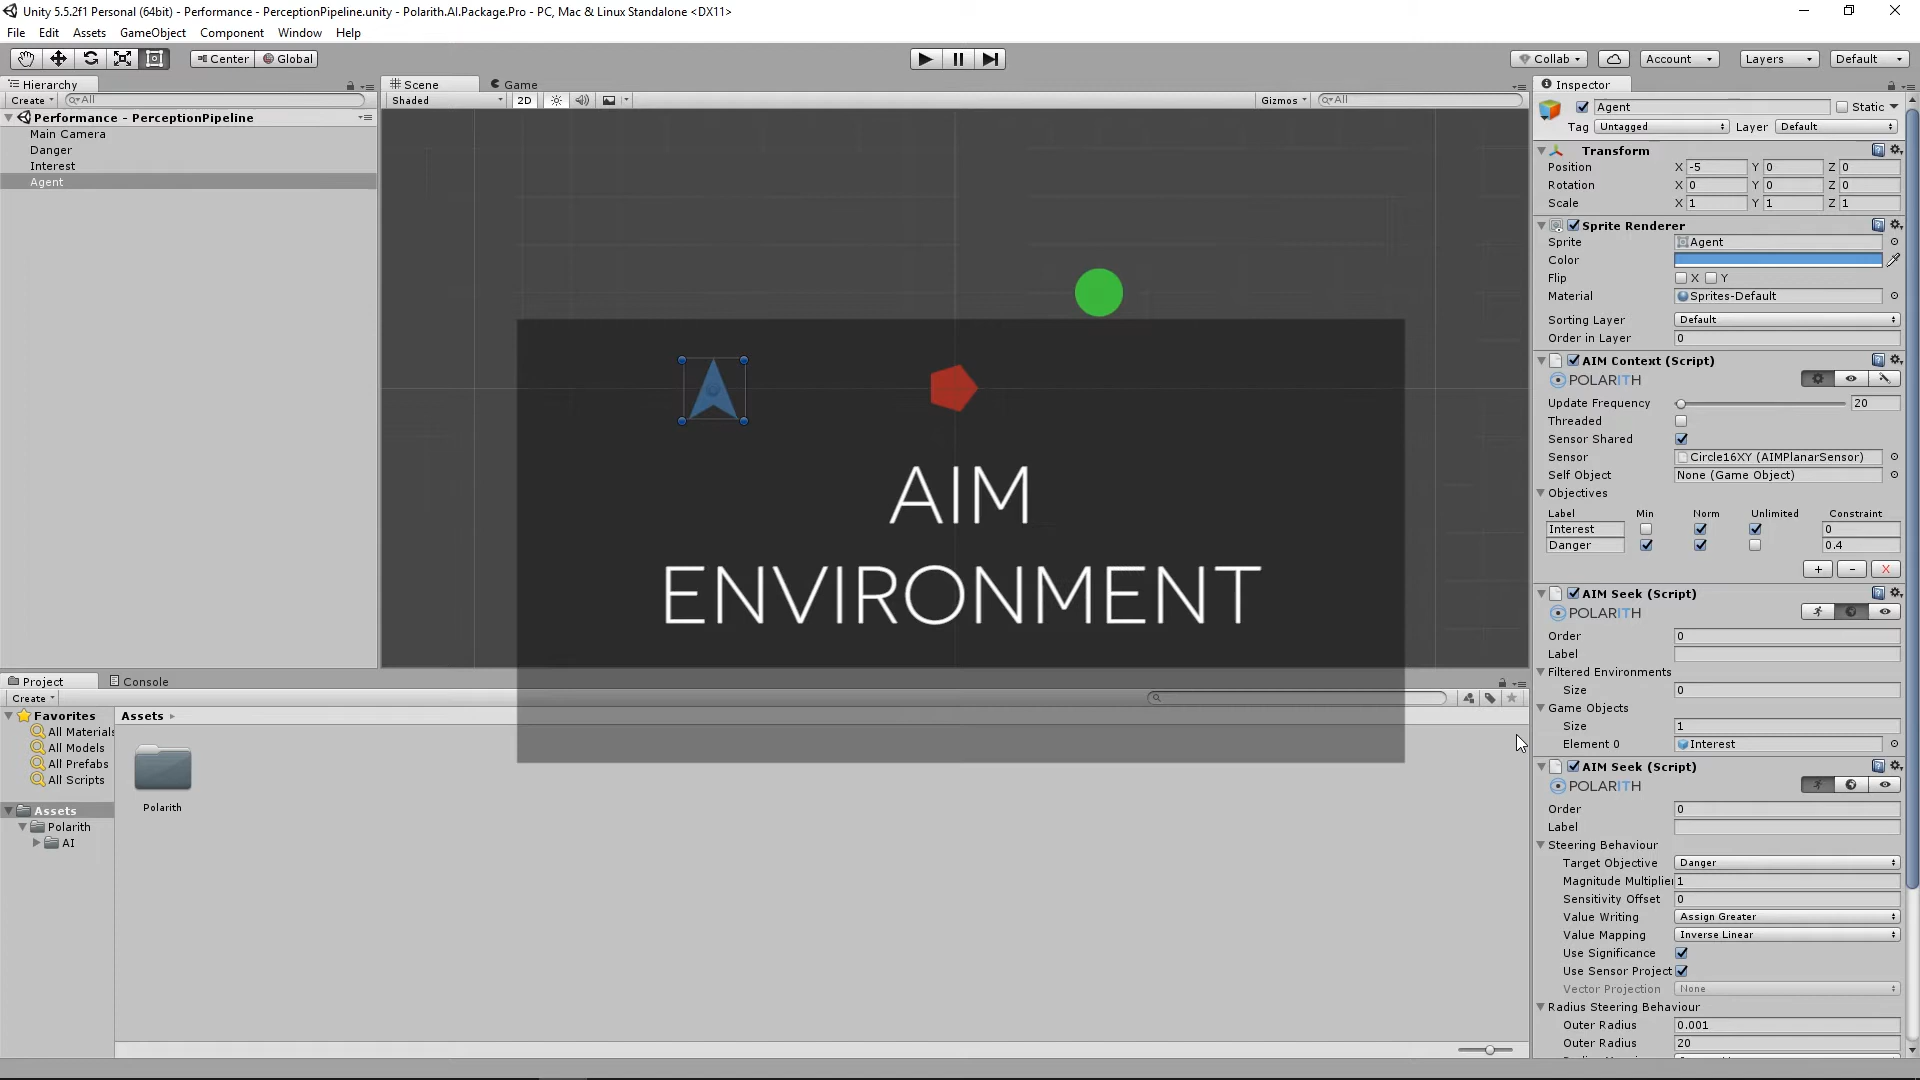 Unity 5.5.2f1 Personal (64bit) - Performance - PerceptionPipeline.unity - Polarith.AI.Package.Pro - PC, Mac & Linux Standalone <DX11>
File Edit Assets GameObject Component Window Help
Center Global Collab Account Layers Default
Hierarchy
Create All
Performance - PerceptionPipeline
Main Camera
Danger
Interest
Agent
Scene Game
Shaded 2D Gizmos All
AIM
ENVIRONMENT
Project Console
Create
Favorites
All Materials
All Models
All Prefabs
All Scripts
Assets
Polarith
AI
Assets
Polarith
Inspector
Agent Static
Tag Untagged Layer Default
Transform
Position X -5 Y 0 Z 0
Rotation X 0 Y 0 Z 0
Scale X 1 Y 1 Z 1
Sprite Renderer
Sprite Agent
Color
Flip X Y
Material Sprites-Default
Sorting Layer Default
Order in Layer 0
AIM Context (Script)
POLARITH
Update Frequency 20
Threaded
Sensor Shared
Sensor Circle16XY (AIMPlanarSensor)
Self Object None (Game Object)
Objectives
Label Min Norm Unlimited Constraint
Interest 0
Danger 0.4
+ - X
AIM Seek (Script)
POLARITH
Order 0
Label
Filtered Environments
Size 0
Game Objects
Size 1
Element 0 Interest
AIM Seek (Script)
POLARITH
Order 0
Label
Steering Behaviour
Target Objective Danger
Magnitude Multiplier 1
Sensitivity Offset 0
Value Writing Assign Greater
Value Mapping Inverse Linear
Use Significance
Use Sensor Project
Vector Projection None
Radius Steering Behaviour
Outer Radius 0.001
Outer Radius 20